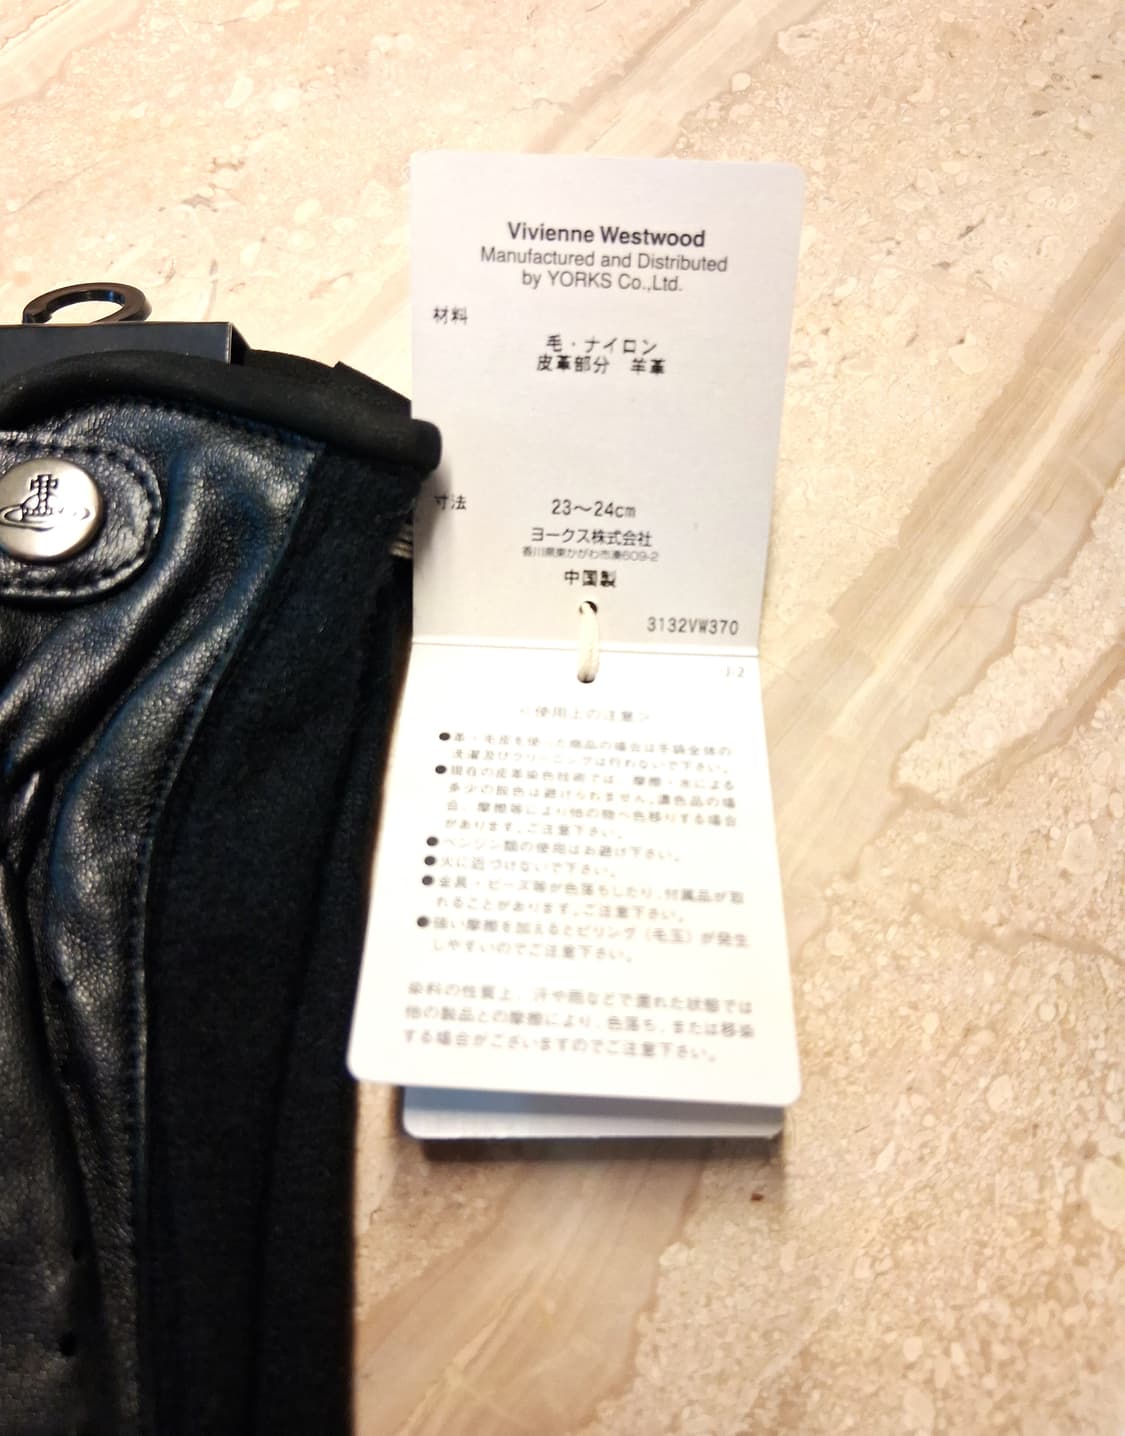 Vivienne Westwood
Manufactured and Distributed
by YORKS Co.,Ltd.
材料
毛・ナイロン
皮革部分 羊革
寸法 23〜24cm
ヨークス株式会社
香川県東かがわ市湊609-2
中国製
3132VW370
J-2
<使用上の注意>
●革・毛皮を使った商品の場合は手袋全体の
洗濯及びクリーニングは行わないで下さい。
●現在の皮革染色技術では、摩擦・水による
多少の脱色は避けられません。濃色品の場
合、摩擦等により他の物へ色移りする場合
があります。ご注意下さい。
●ベンジン類の使用はお避け下さい。
●火に近づけないで下さい。
●金具・ビーズ等が色落ちしたり、付属品が取
れることがあります。ご注意下さい。
●強い摩擦を加えるとピリング（毛玉）が発生
しやすいのでご注意下さい。
染料の性質上、汗や雨などで濡れた状態では
他の製品との摩擦により、色落ち、または移染
する場合がございますのでご注意下さい。